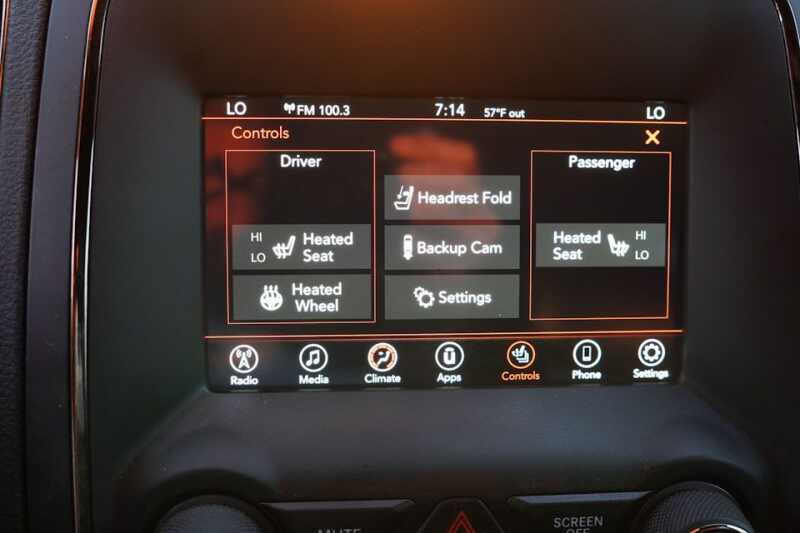 LO FM 100.3 7:14 57°F out LO
Controls X
Driver
Headrest Fold
Passenger
HI
LO
Heated
Seat
Backup Cam
Heated
Seat
HI
LO
Heated
Wheel
Settings
Radio Media Climate Apps Controls Phone Settings
MUTE
SCREEN
OFF